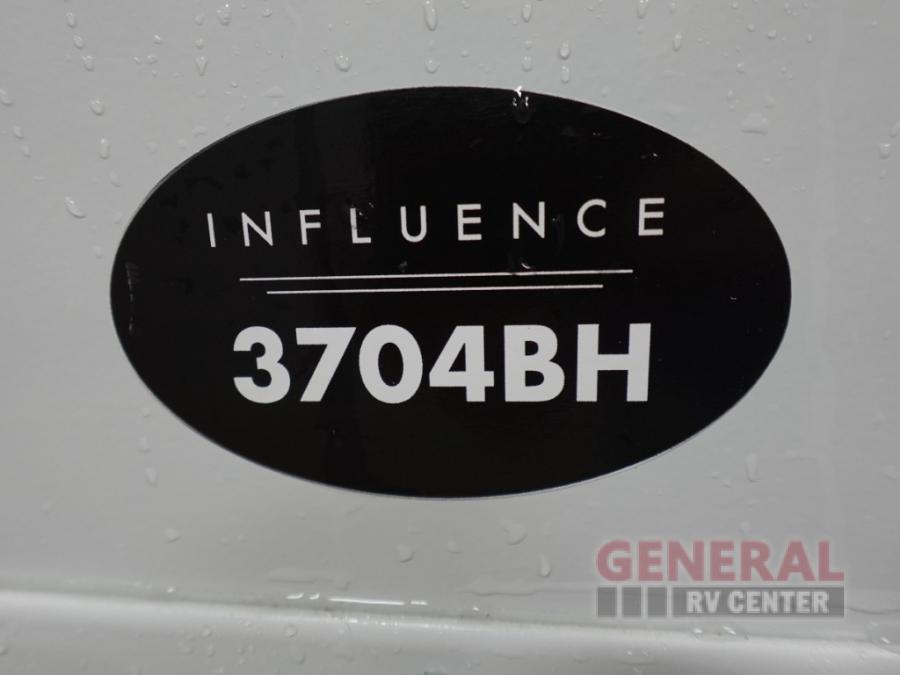 INFLUENCE
3704BH
GENERAL
RV CENTER